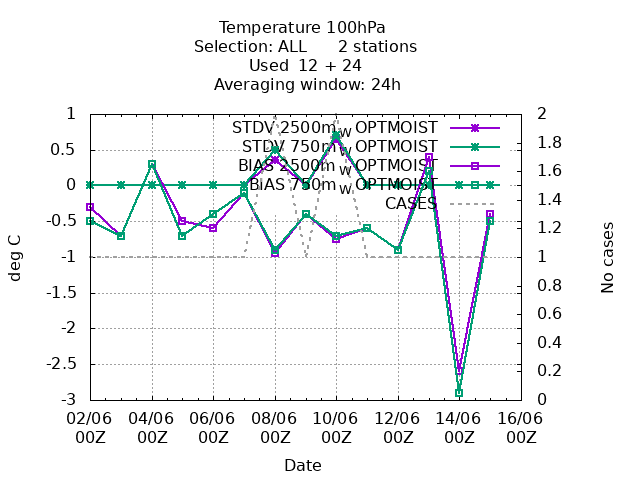 Temperature 100hPa
Selection: ALL      2 stations
Used  12 + 24
Averaging window: 24h
STDV 2500m_W OPTMOIST
STDV 750m_W OPTMOIST
BIAS 2500m_W OPTMOIST
BIAS 750m_W OPTMOIST
CASES
1
0.5
0
-0.5
-1
-1.5
-2
-2.5
-3
2
1.8
1.6
1.4
1.2
1
0.8
0.6
0.4
0.2
0
deg C
No cases
02/06 04/06 06/06 08/06 10/06 12/06 14/06 16/06
00Z 00Z 00Z 00Z 00Z 00Z 00Z 00Z
Date